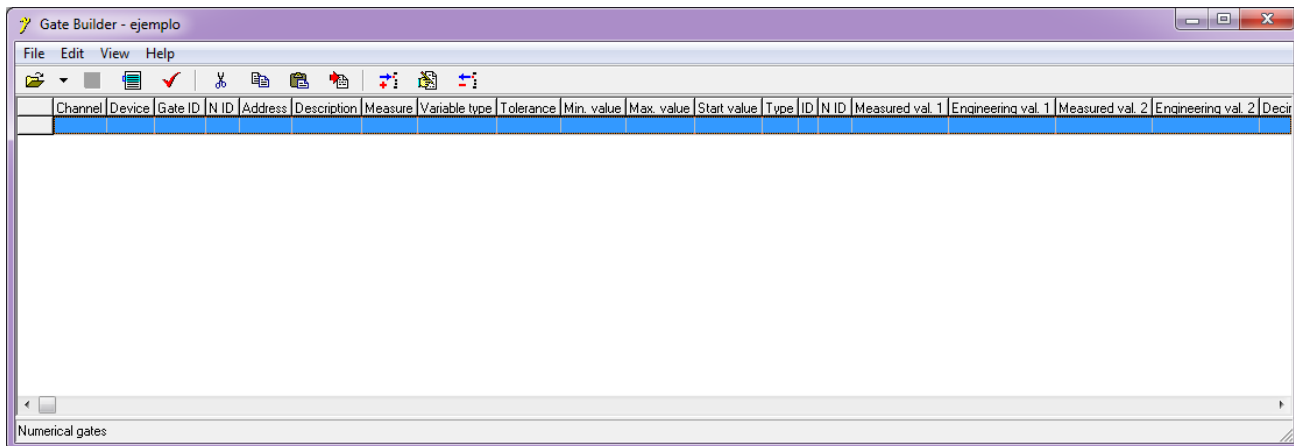 Gate Builder - ejemplo
File Edit View Help
Channel Device Gate ID N ID Address Description Measure Variable type Tolerance Min. value Max. value Start value Type ID N ID Measured val. 1 Engineering val. 1 Measured val. 2 Engineering val. 2 Decir
Numerical gates